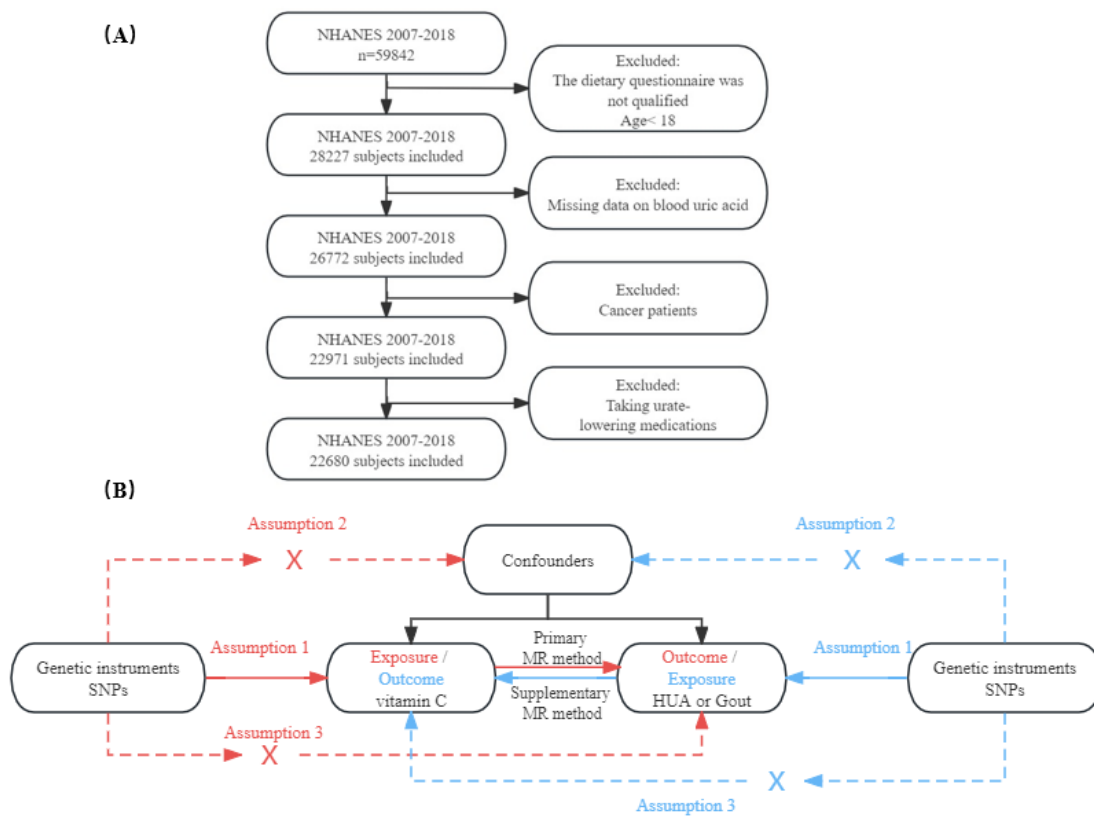 (A)
NHANES 2007-2018
n=59842
Excluded:
The dietary questionnaire was
not qualified
Age< 18
NHANES 2007-2018
28227 subjects included
Excluded:
Missing data on blood uric acid
NHANES 2007-2018
26772 subjects included
Excluded:
Cancer patients
NHANES 2007-2018
22971 subjects included
Excluded:
Taking urate-
lowering medications
NHANES 2007-2018
22680 subjects included
(B)
Assumption 2
X
Confounders
Assumption 2
X
Genetic instruments
SNPs
Assumption 1
Exposure /
Outcome
vitamin C
Primary
MR method
Supplementary
MR method
Outcome /
Exposure
HUA or Gout
Assumption 1
Genetic instruments
SNPs
Assumption 3
X
X
Assumption 3